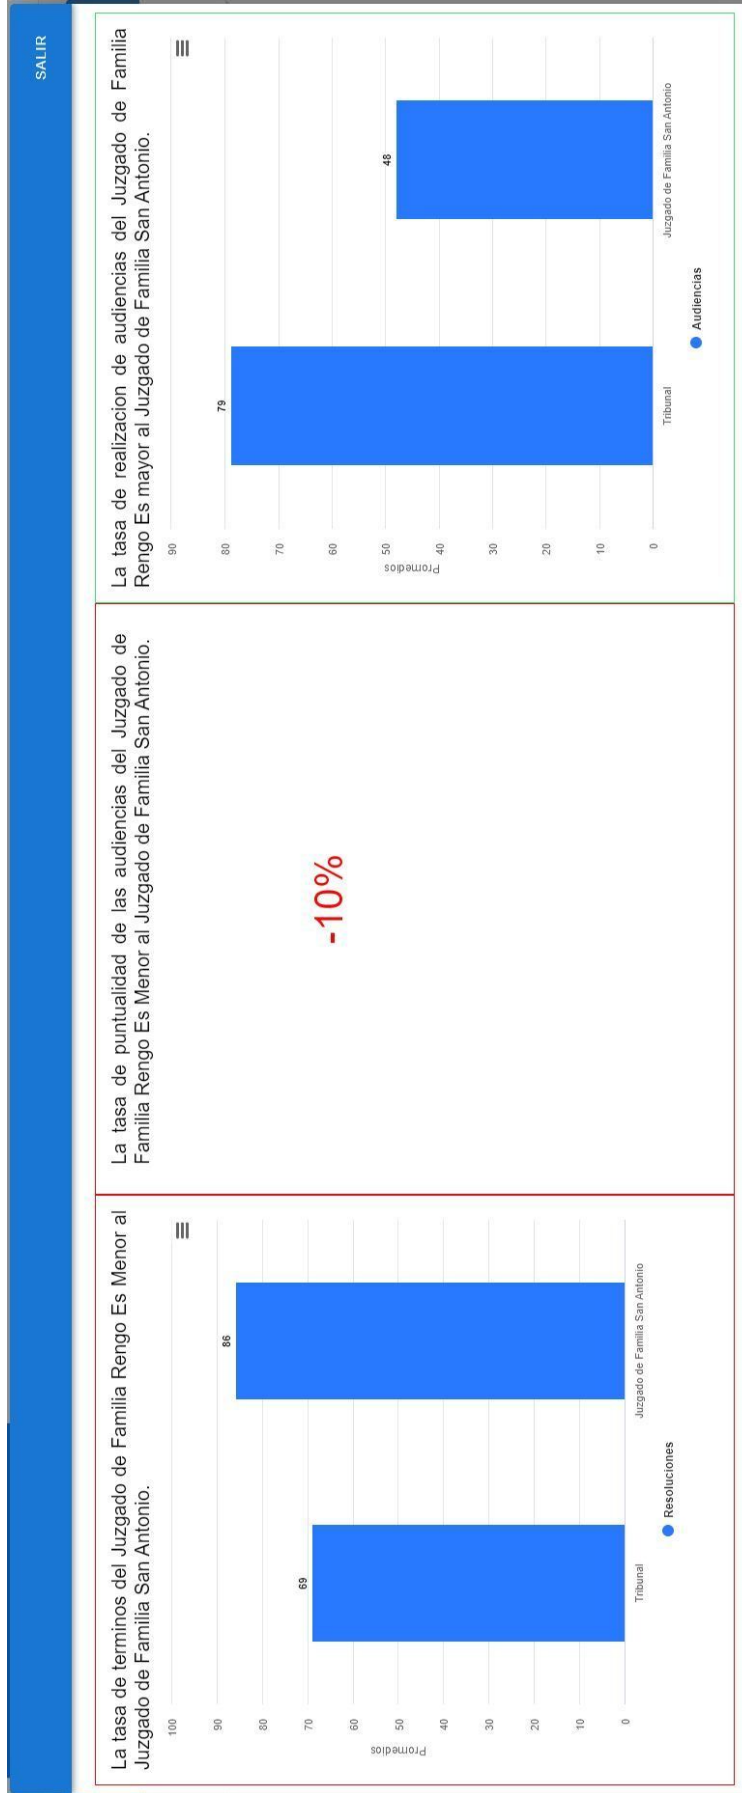 SALIR
La tasa de terminos del Juzgado de Familia Rengo Es Menor al
Juzgado de Familia San Antonio.
100
90
80
70
60
50
40
30
20
10
0
Promedios
69
86
Tribunal
Juzgado de Familia San Antonio
Resoluciones
La tasa de puntualidad de las audiencias del Juzgado de
Familia Rengo Es Menor al Juzgado de Familia San Antonio.
-10%
La tasa de realizacion de audiencias del Juzgado de Familia
Rengo Es mayor al Juzgado de Familia San Antonio.
90
80
70
60
50
40
30
20
10
0
Promedios
79
48
Tribunal
Juzgado de Familia San Antonio
Audiencias